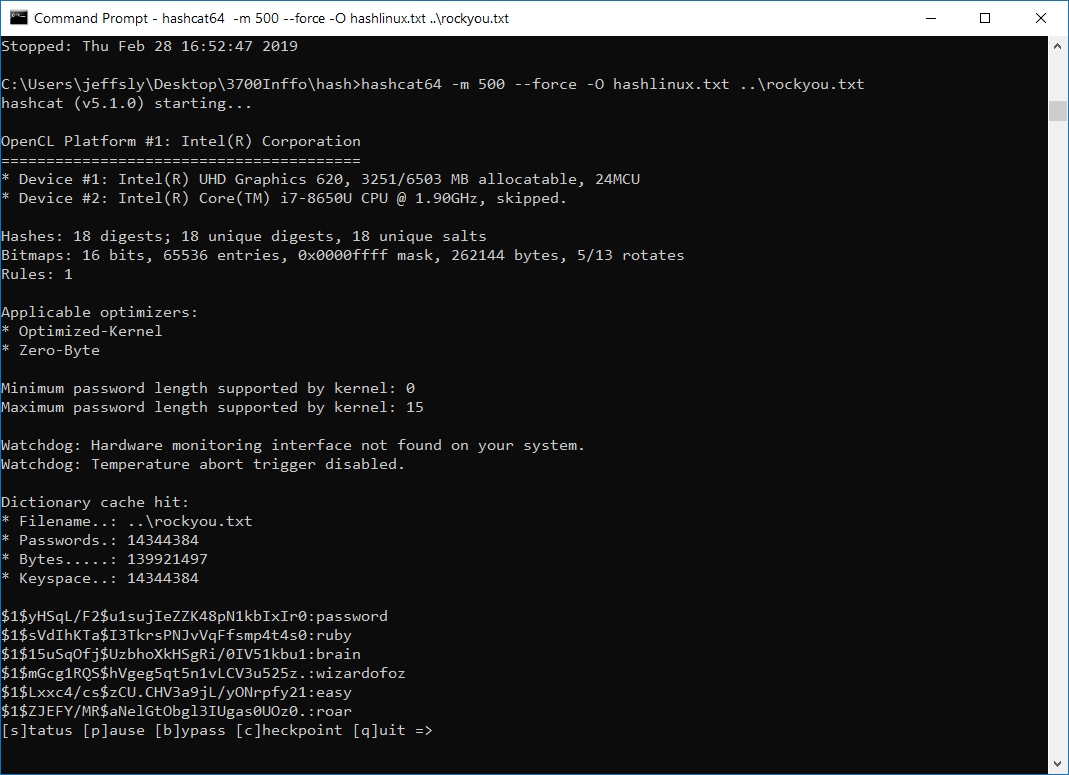 Command Prompt - hashcat64  -m 500 --force -O hashlinux.txt ..\rockyou.txt
Stopped: Thu Feb 28 16:52:47 2019
C:\Users\jeffsly\Desktop\3700Inffo\hash>hashcat64 -m 500 --force -O hashlinux.txt ..\rockyou.txt
hashcat (v5.1.0) starting...
OpenCL Platform #1: Intel(R) Corporation
========================================
* Device #1: Intel(R) UHD Graphics 620, 3251/6503 MB allocatable, 24MCU
* Device #2: Intel(R) Core(TM) i7-8650U CPU @ 1.90GHz, skipped.
Hashes: 18 digests; 18 unique digests, 18 unique salts
Bitmaps: 16 bits, 65536 entries, 0x0000ffff mask, 262144 bytes, 5/13 rotates
Rules: 1
Applicable optimizers:
* Optimized-Kernel
* Zero-Byte
Minimum password length supported by kernel: 0
Maximum password length supported by kernel: 15
Watchdog: Hardware monitoring interface not found on your system.
Watchdog: Temperature abort trigger disabled.
Dictionary cache hit:
* Filename..: ..\rockyou.txt
* Passwords.: 14344384
* Bytes.....: 139921497
* Keyspace..: 14344384
$1$yHSqL/F2$u1sujIeZZK48pN1kbIxIr0:password
$1$sVdIhKTa$I3TkrsPNJvVqFfsmp4t4s0:ruby
$1$15uSqOfj$UzbhoXkHSgRi/0IV51kbu1:brain
$1$mGcg1RQS$hVgeg5qt5n1vLCV3u525z.:wizardofoz
$1$Lxxc4/cs$zCU.CHV3a9jL/yONrpfy21:easy
$1$ZJEFY/MR$aNelGtObgl3IUgas0UOz0.:roar
[s]tatus [p]ause [b]ypass [c]heckpoint [q]uit =>